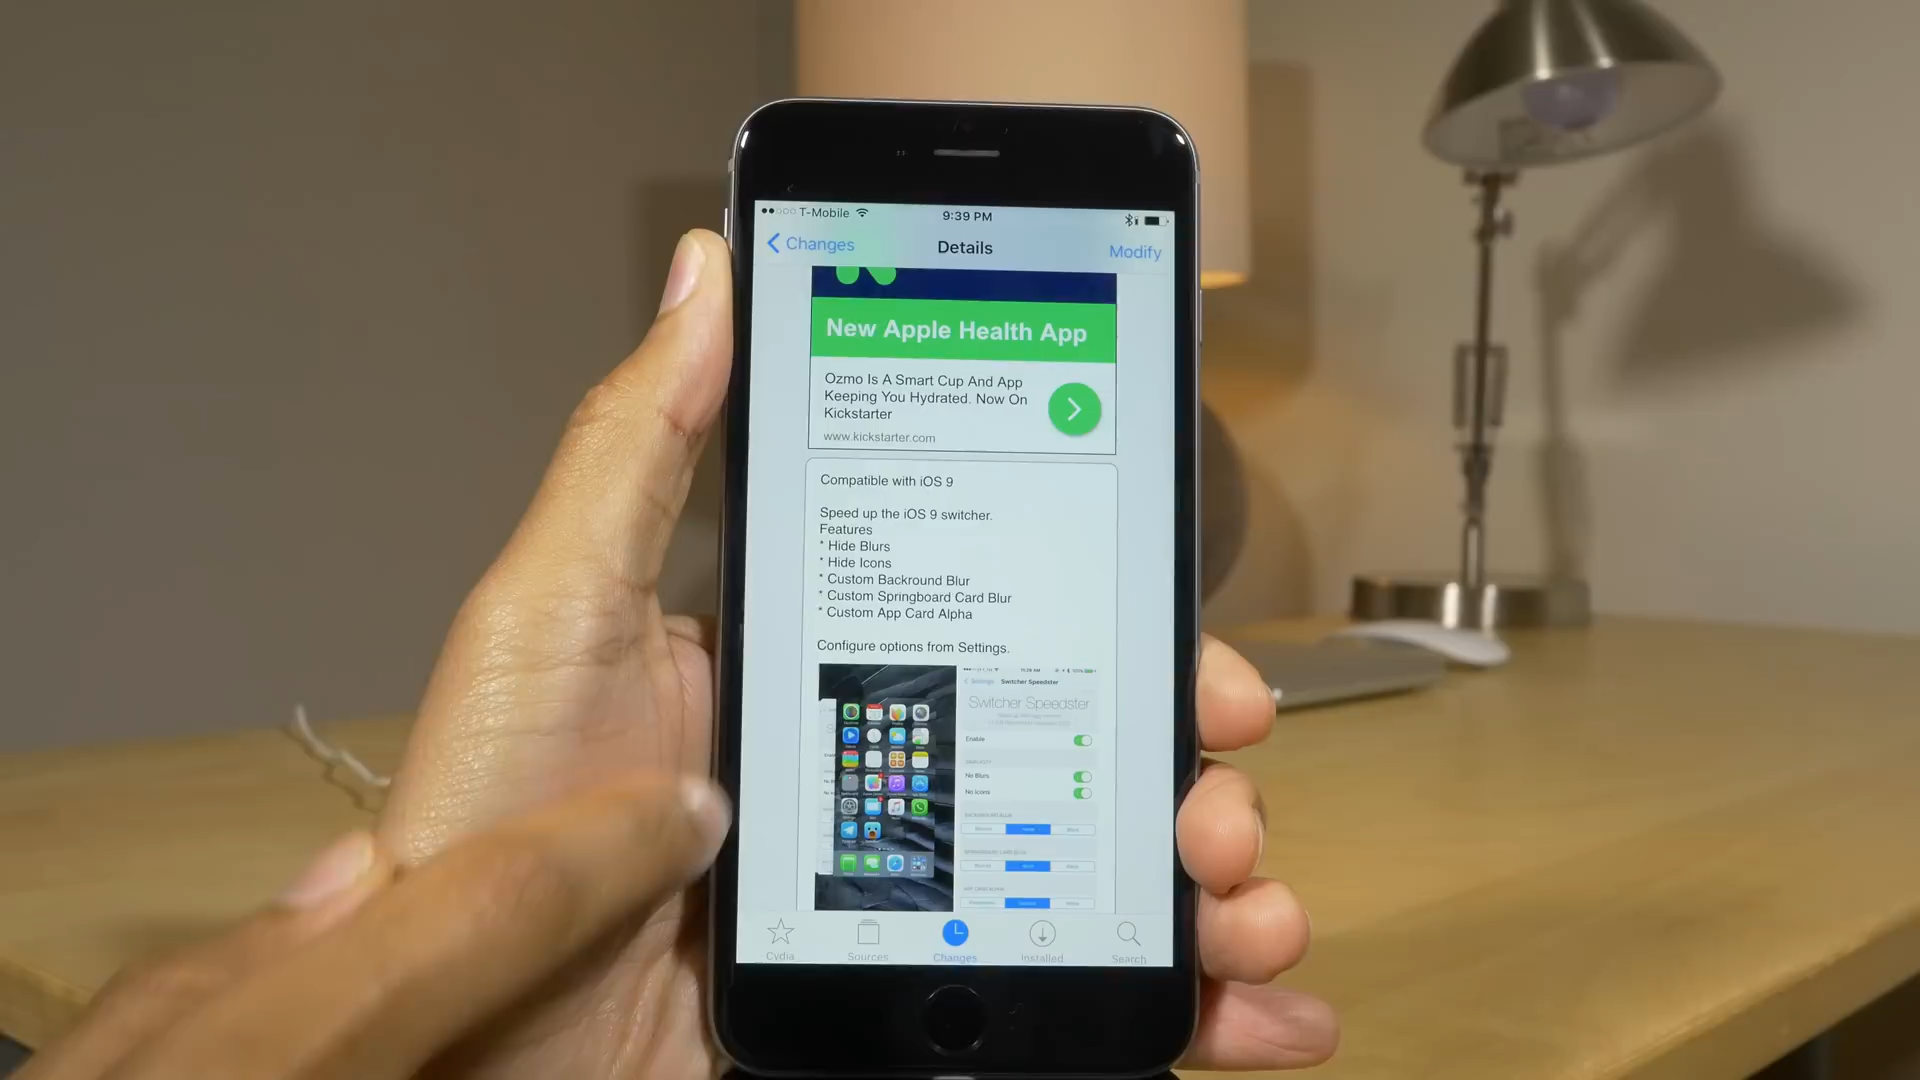 T-Mobile 9:39 PM
Changes Details Modify
New Apple Health App
Ozmo Is A Smart Cup And App
Keeping You Hydrated. Now On
Kickstarter
www.kickstarter.com
Compatible with iOS 9
Speed up the iOS 9 switcher.
Features
* Hide Blurs
* Hide Icons
* Custom Backround Blur
* Custom Springboard Card Blur
* Custom App Card Alpha
Configure options from Settings.
Settings Switcher Speedster
Switcher Speedster
Enable
No Blurs
No Icons
Cydia Sources Changes Installed Search